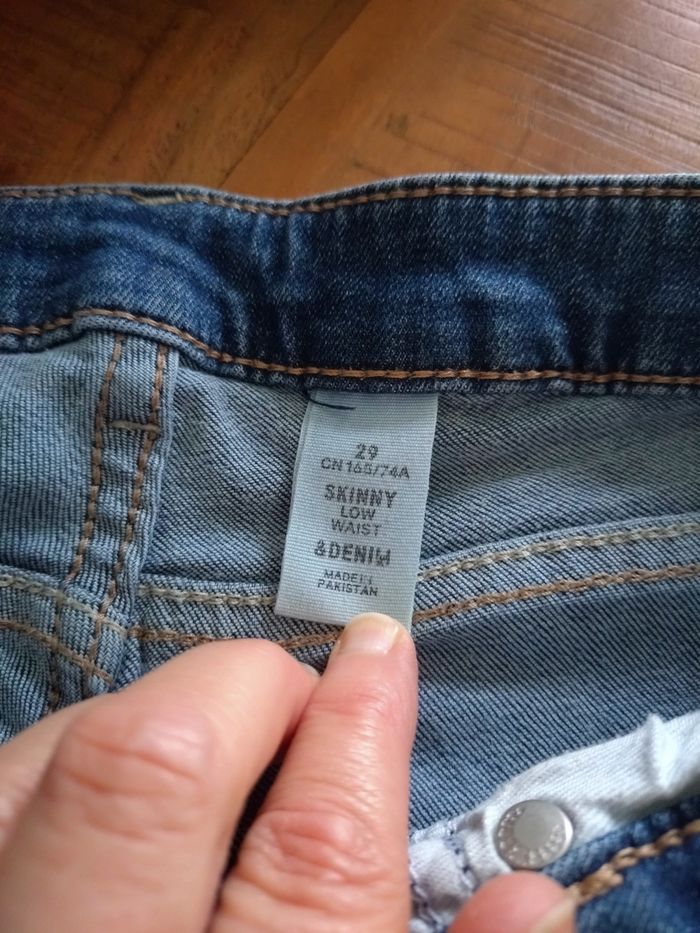 29
CN 165/74A
SKINNY
LOW
WAIST
&DENIM
MADE IN
PAKISTAN